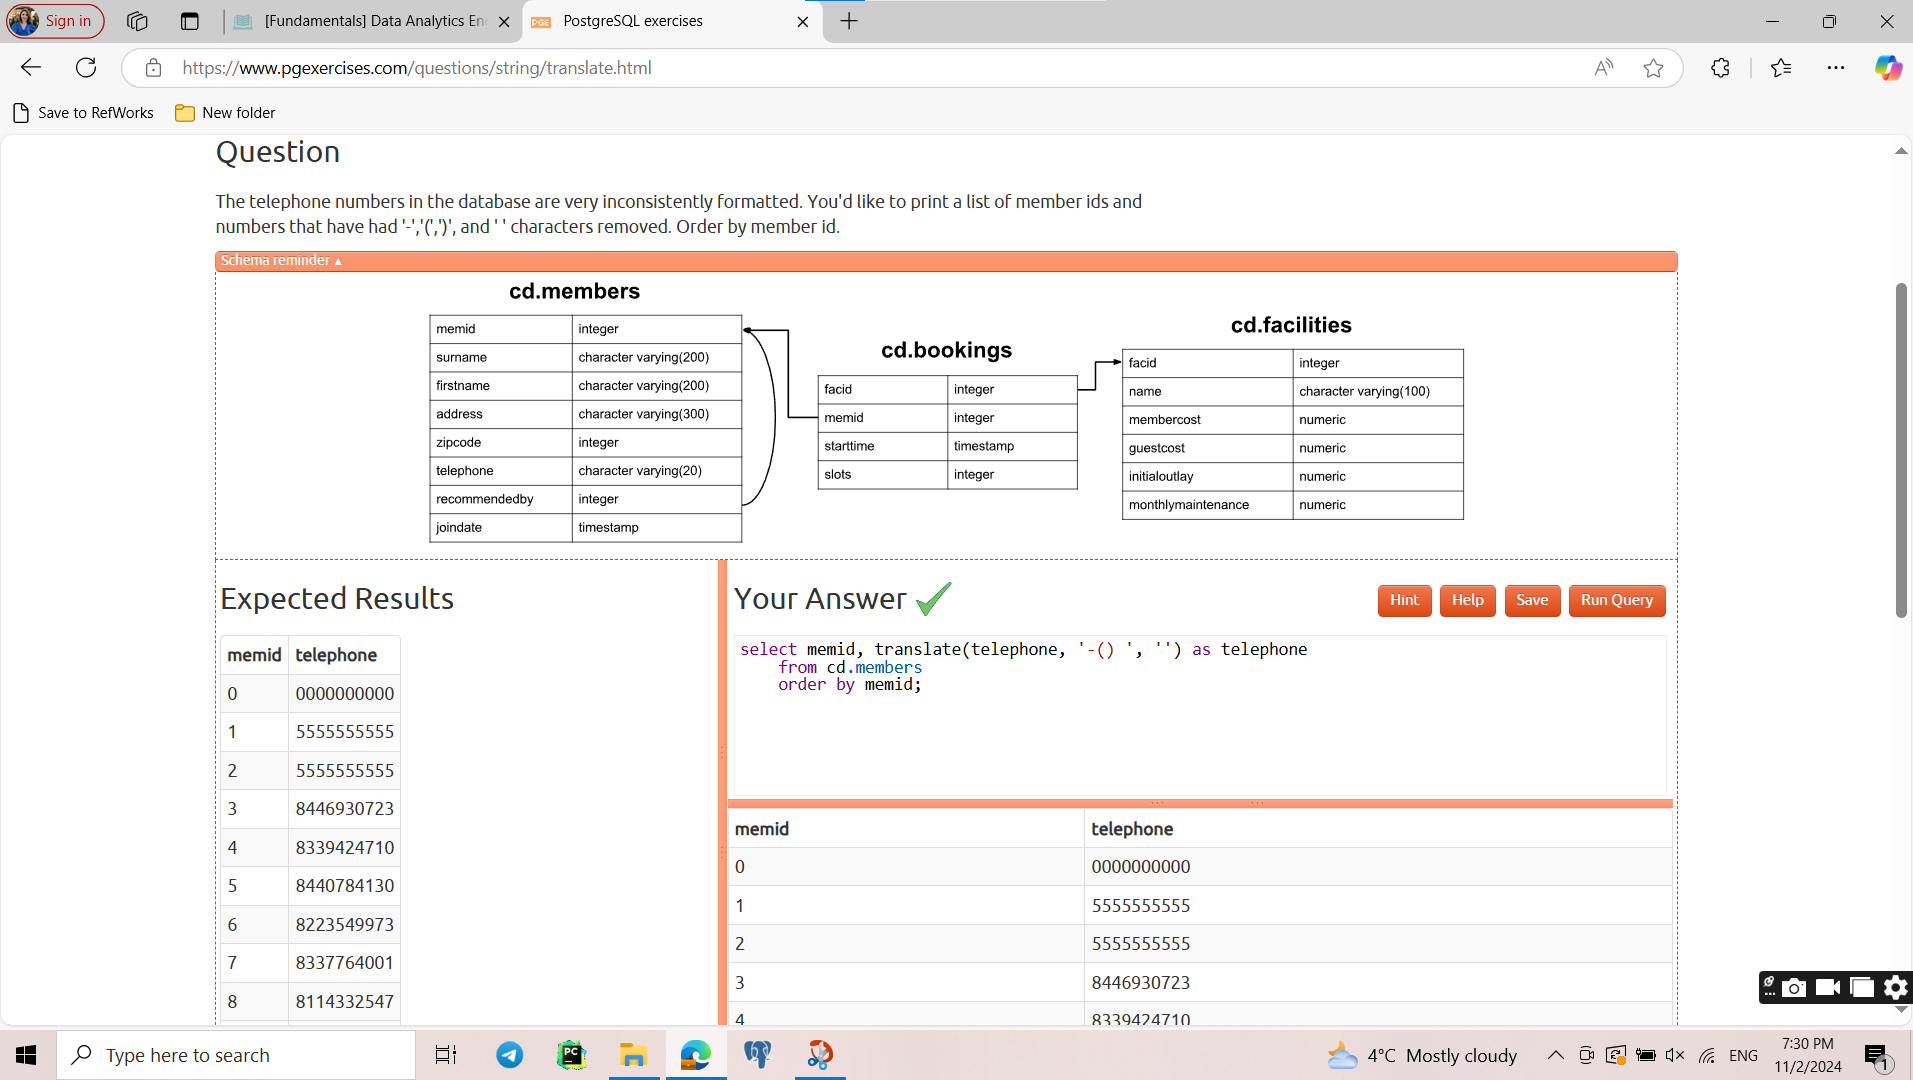 Sign in
[Fundamentals] Data Analytics En
PGE
PostgreSQL exercises
https://www.pgexercises.com/questions/string/translate.html
Save to RefWorks
New folder
Question
The telephone numbers in the database are very inconsistently formatted. You'd like to print a list of member ids and
numbers that have had '-','(',')', and ' ' characters removed. Order by member id.
Schema reminder ▲
cd.members
memid integer
surname character varying(200)
firstname character varying(200)
address character varying(300)
zipcode integer
telephone character varying(20)
recommendedby integer
joindate timestamp
cd.bookings
facid integer
memid integer
starttime timestamp
slots integer
cd.facilities
facid integer
name character varying(100)
membercost numeric
guestcost numeric
initialoutlay numeric
monthlymaintenance numeric
Expected Results
memid telephone
0 0000000000
1 5555555555
2 5555555555
3 8446930723
4 8339424710
5 8440784130
6 8223549973
7 8337764001
8 8114332547
Your Answer
Hint
Help
Save
Run Query
select memid, translate(telephone, '-() ', '') as telephone
from cd.members
order by memid;
memid telephone
0 0000000000
1 5555555555
2 5555555555
3 8446930723
4 8339424710
Type here to search
PC
4°C Mostly cloudy
ENG
7:30 PM
11/2/2024
1